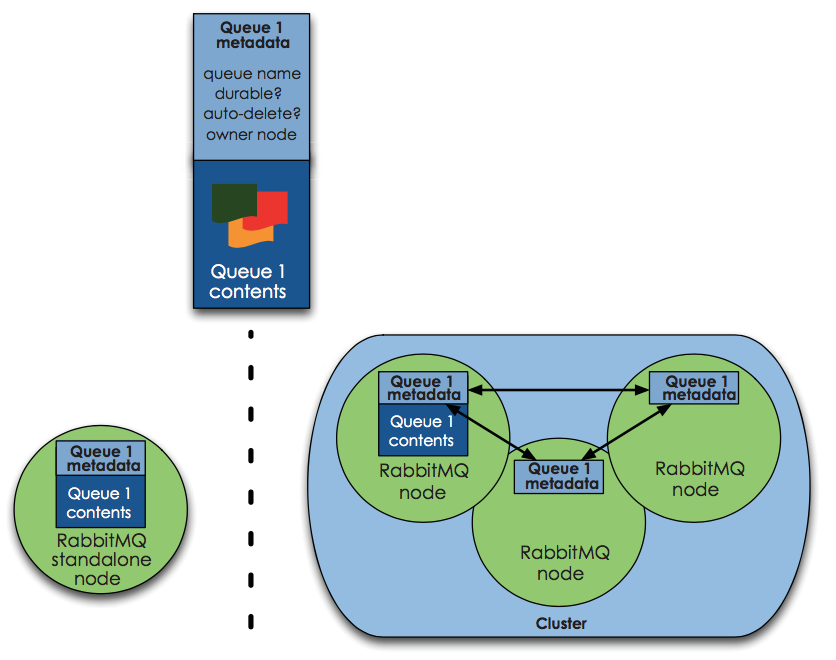 Queue 1
metadata
queue name
durable?
auto-delete?
owner node
Queue 1
contents
Queue 1
metadata
Queue 1
contents
RabbitMQ
standalone
node
Queue 1
metadata
Queue 1
contents
RabbitMQ
node
Queue 1
metadata
RabbitMQ
node
Queue 1
metadata
RabbitMQ
node
Cluster